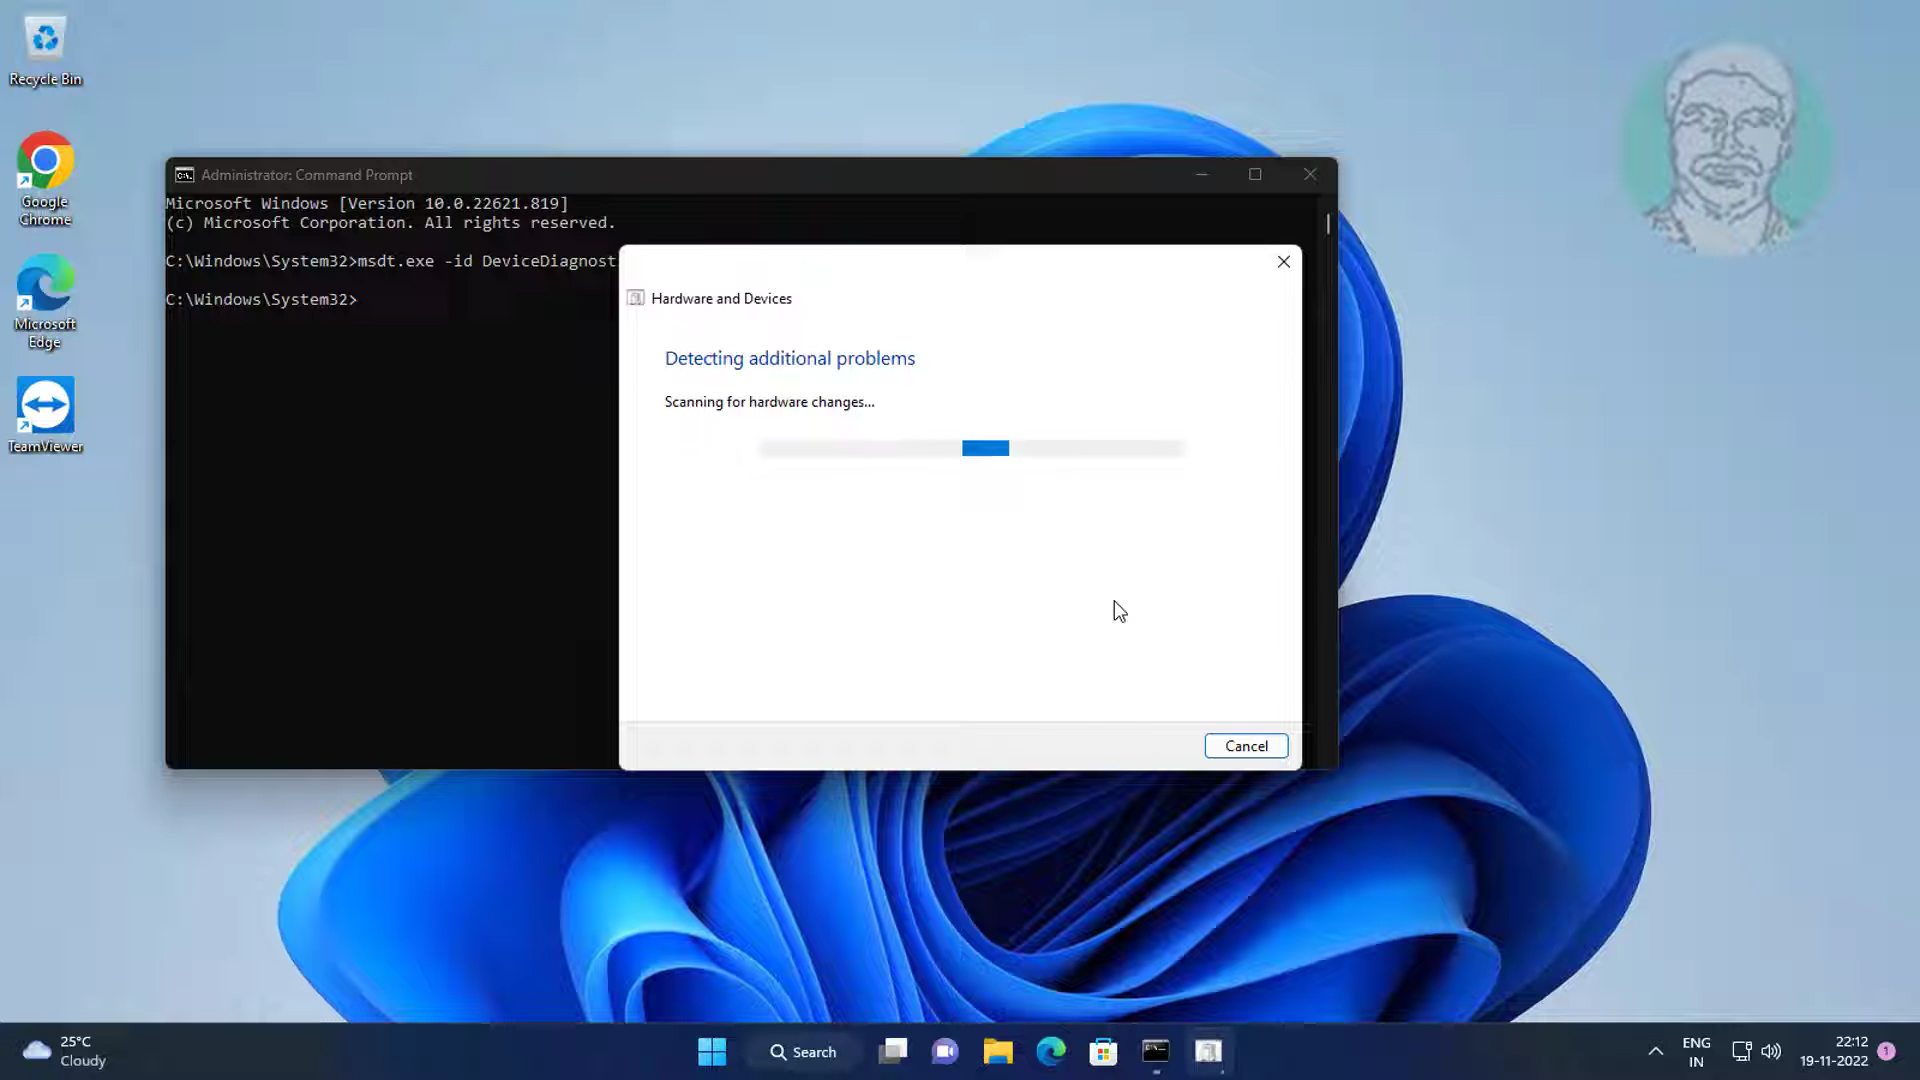 Recycle Bin
Google
Chrome
Microsoft
Edge
TeamViewer
Administrator: Command Prompt
Microsoft Windows [Version 10.0.22621.819]
(c) Microsoft Corporation. All rights reserved.
C:\Windows\System32>msdt.exe -id DeviceDiagnost
C:\Windows\System32>
Hardware and Devices
Detecting additional problems
Scanning for hardware changes...
Cancel
25°C
Cloudy
Search
ENG
IN
22:12
19-11-2022
1